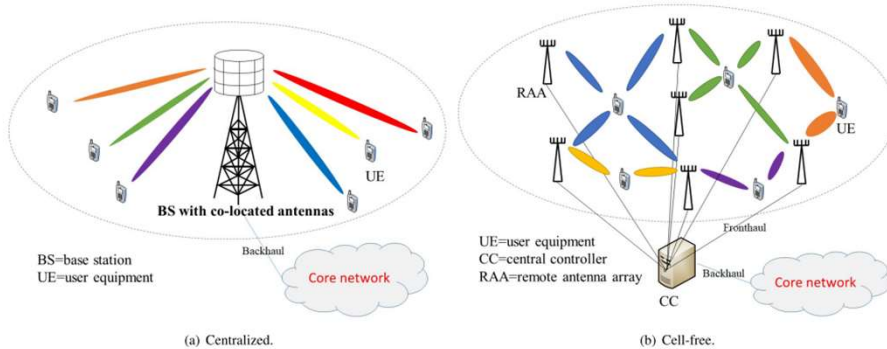 UE
BS with co-located antennas
Backhaul
BS=base station
UE=user equipment
Core network
(a) Centralized.
RAA
UE
Fronthaul
UE=user equipment
CC=central controller
RAA=remote antenna array
Backhaul
CC
Core network
(b) Cell-free.